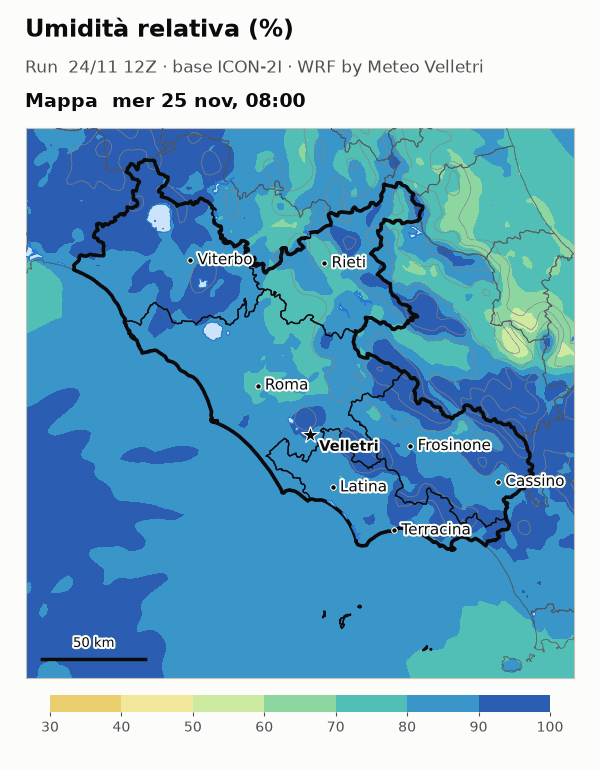 Umidità relativa (%)
Run 24/11 12Z · base ICON-2I · WRF by Meteo Velletri
Mappa mer 25 nov, 08:00
Viterbo
Rieti
Roma
Velletri
Frosinone
Cassino
Latina
Terracina
50 km
30 40 50 60 70 80 90 100